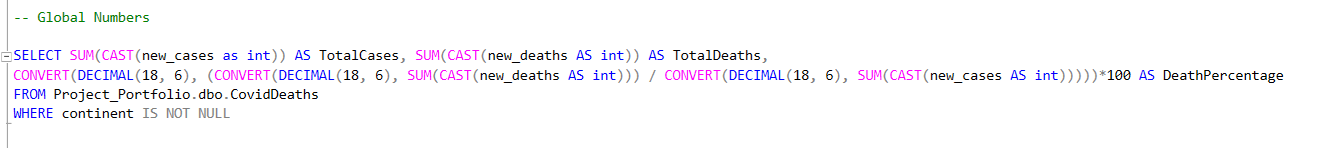 -- Global Numbers
SELECT SUM(CAST(new_cases as int)) AS TotalCases, SUM(CAST(new_deaths AS int)) AS TotalDeaths,
CONVERT(DECIMAL(18, 6), (CONVERT(DECIMAL(18, 6), SUM(CAST(new_deaths AS int))) / CONVERT(DECIMAL(18, 6), SUM(CAST(new_cases AS int)))))*100 AS DeathPercentage
FROM Project_Portfolio.dbo.CovidDeaths
WHERE continent IS NOT NULL